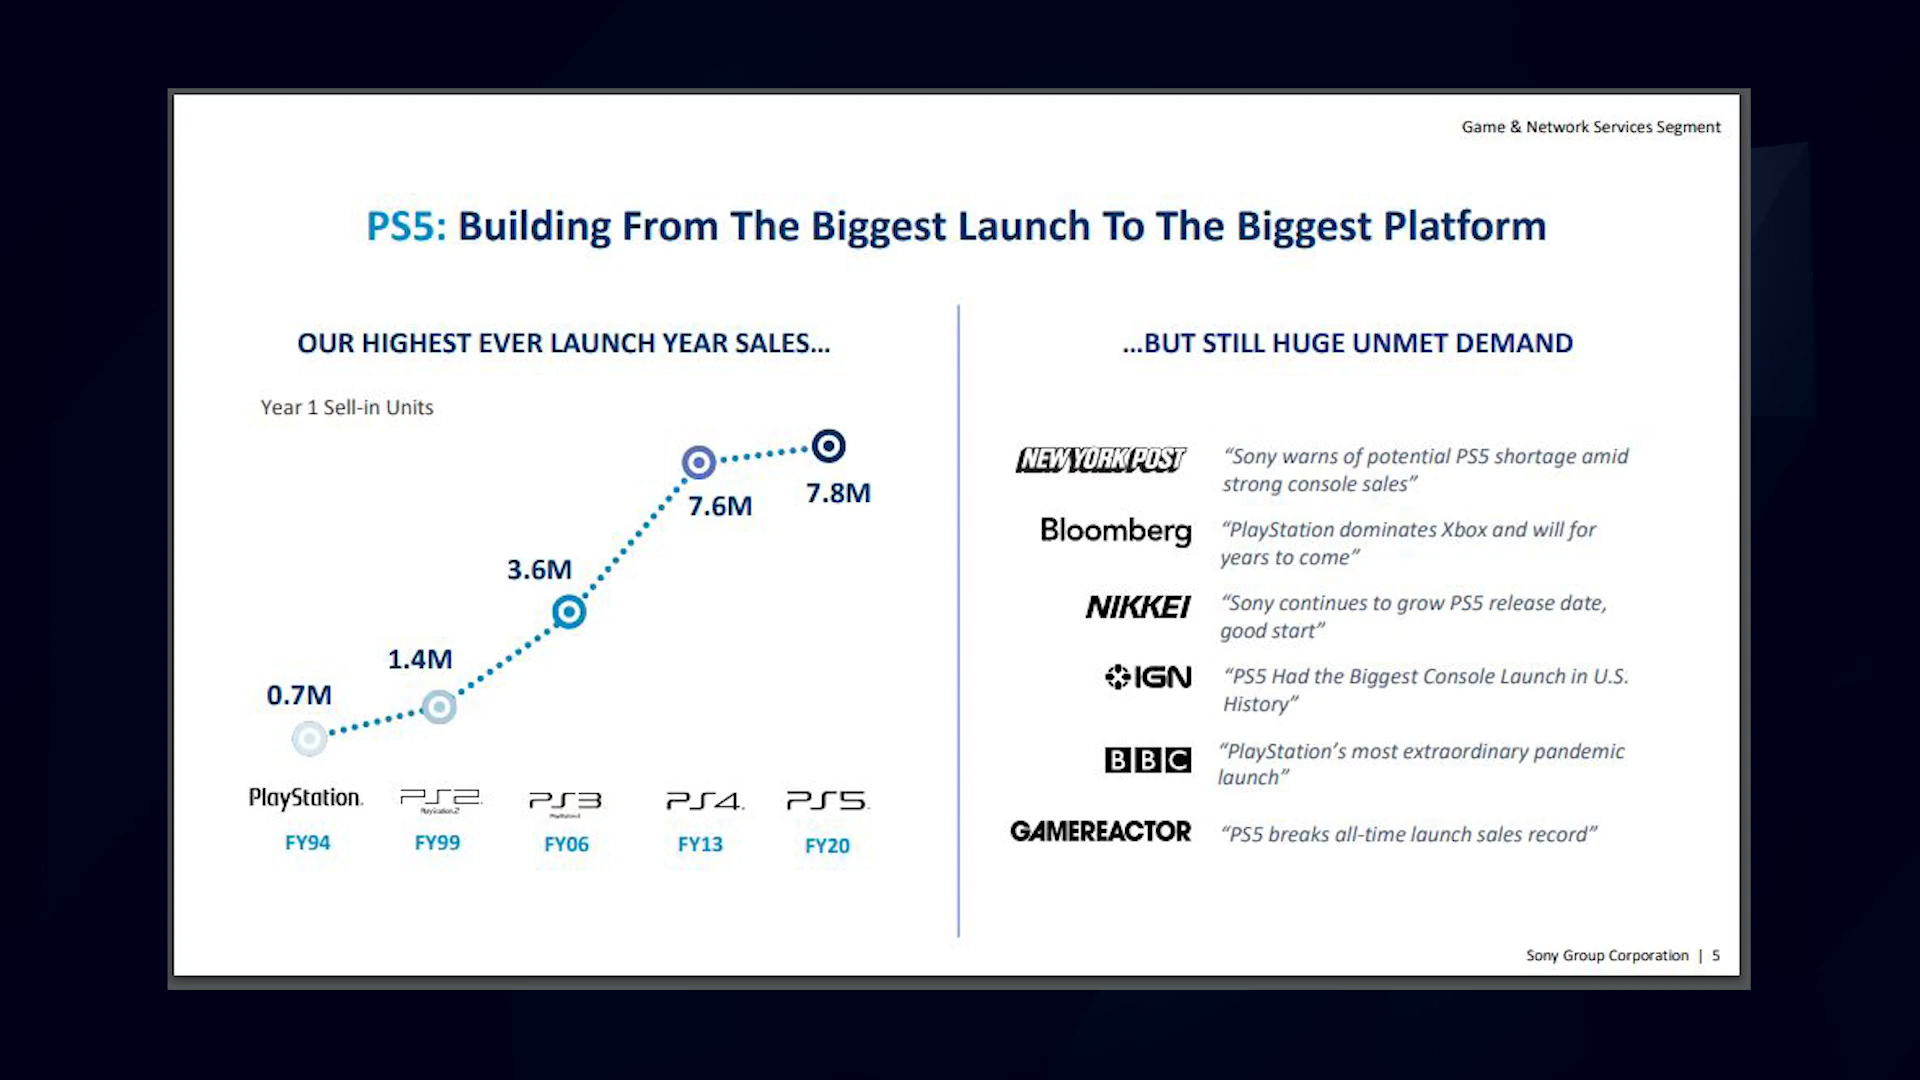 Game & Network Services Segment
PS5: Building From The Biggest Launch To The Biggest Platform
OUR HIGHEST EVER LAUNCH YEAR SALES...
Year 1 Sell-in Units
0.7M
1.4M
3.6M
7.6M
7.8M
PlayStation.
PS2.
PlayStation.2
PS3
PS4.
PS5.
FY94
FY99
FY06
FY13
FY20
...BUT STILL HUGE UNMET DEMAND
NEW YORK POST
“Sony warns of potential PS5 shortage amid
strong console sales”
Bloomberg
“PlayStation dominates Xbox and will for
years to come”
NIKKEI
“Sony continues to grow PS5 release date,
good start”
IGN
“PS5 Had the Biggest Console Launch in U.S.
History”
BBC
“PlayStation’s most extraordinary pandemic
launch”
GAMEREACTOR
“PS5 breaks all-time launch sales record”
Sony Group Corporation | 5